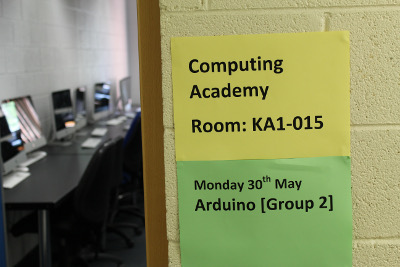 Computing
Academy
Room: KA1-015
Monday 30th May
Arduino [Group 2]